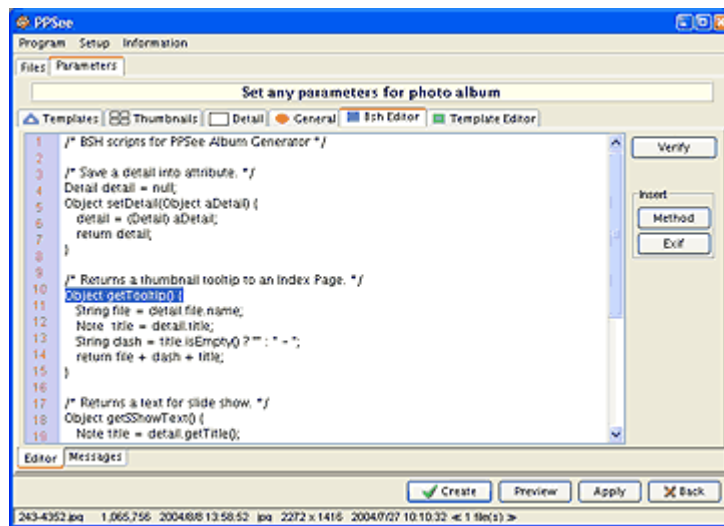 PPSee
Program Setup Information
Files Parameters
Set any parameters for photo album
Templates Thumbnails Detail General Bsh Editor Template Editor
1 /* BSH scripts for PPSee Album Generator */
2
3 /* Save a detail into attribute. */
4 Detail detail = null;
5 Object setDetail(Object aDetail) {
6 detail = (Detail) aDetail;
7 return detail;
8 }
9
10 /* Returns a thumbnail tooltip to an Index Page. */
11 Object getTooltip() {
12 String file = detail.file.name;
13 Note title = detail.title;
14 String dash = title.isEmpty() ? "" : " - ";
15 return file + dash + title;
16 }
17 /* Returns a text for slide show. */
18 Object getSShowText() {
19 Note title = detail.getTitle();
Verify
Insert
Method
Exif
Editor Messages
Create Preview Apply Back
243-4352.jpg 1,065,756 2004/8/8 13:58:52 jpg 2272 x 1416 2004/7/27 10:10:32 ≪ 1 file(s) ≫